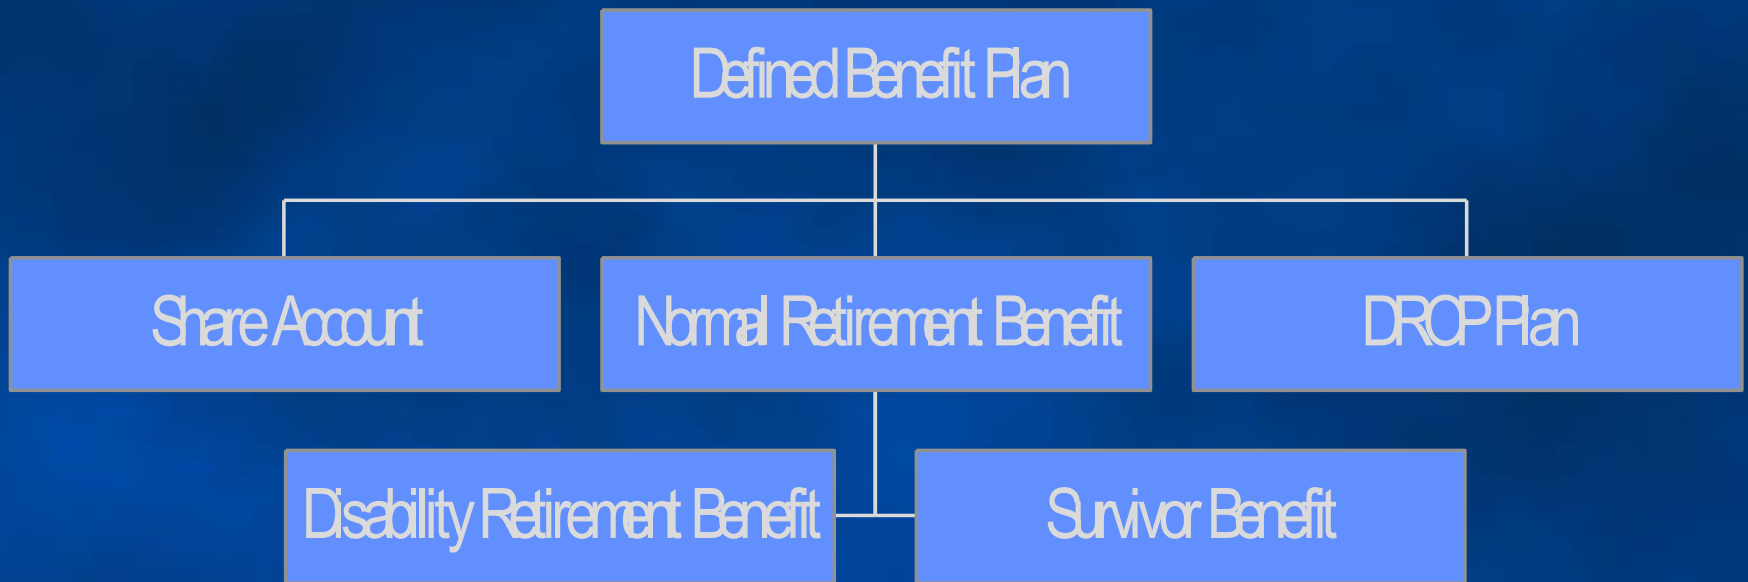 Defined Benefit Plan
Share Account
Normal Retirement Benefit
DROP Plan
Disability Retirement Benefit
Survivor Benefit